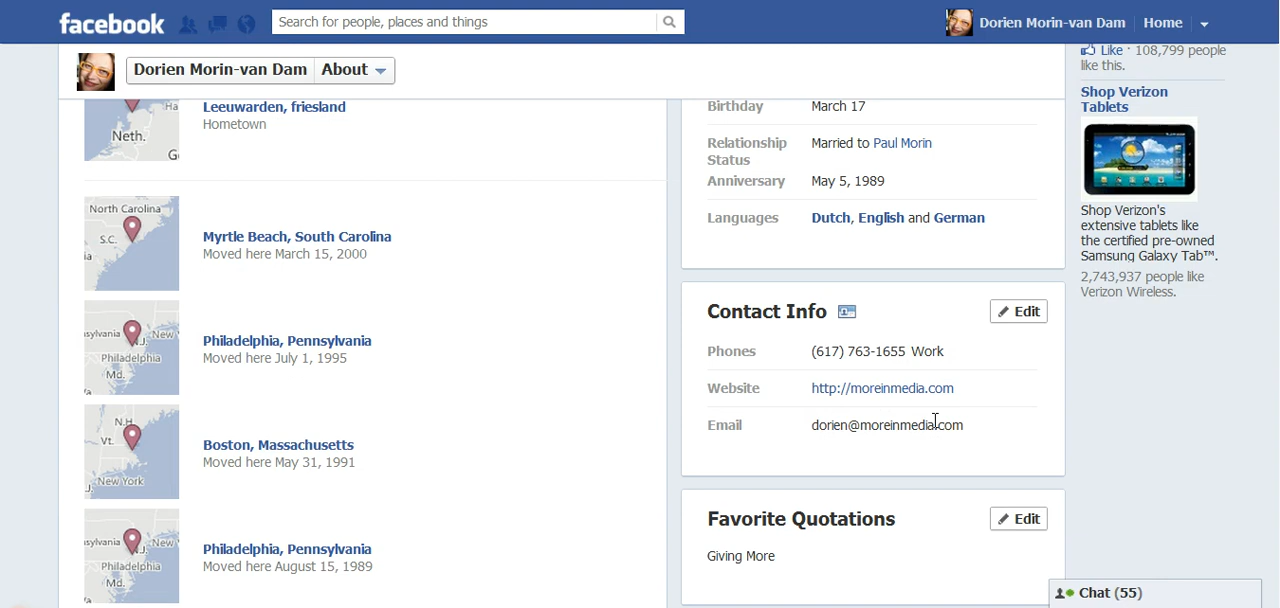 facebook
Search for people, places and things
Dorien Morin-van Dam
Home
Dorien Morin-van Dam About
Leeuwarden, friesland
Hometown
Neth.
Ha
G
North Carolina
S.C.
ia
Myrtle Beach, South Carolina
Moved here March 15, 2000
sylvania
N.J.
New
Philadelphia
Md.
Philadelphia, Pennsylvania
Moved here July 1, 1995
N.H.
Vt.
New York
Boston, Massachusetts
Moved here May 31, 1991
sylvania
N.J.
New
Philadelphia
Md.
Philadelphia, Pennsylvania
Moved here August 15, 1989
Birthday March 17
Relationship Status Married to Paul Morin
Anniversary May 5, 1989
Languages Dutch, English and German
Contact Info
Edit
Phones (617) 763-1655 Work
Website http://moreinmedia.com
Email dorien@moreinmedia.com
Favorite Quotations
Edit
Giving More
Like · 108,799 people
like this.
Shop Verizon
Tablets
Shop Verizon's
extensive tablets like
the certified pre-owned
Samsung Galaxy Tab™.
2,743,937 people like
Verizon Wireless.
Chat (55)